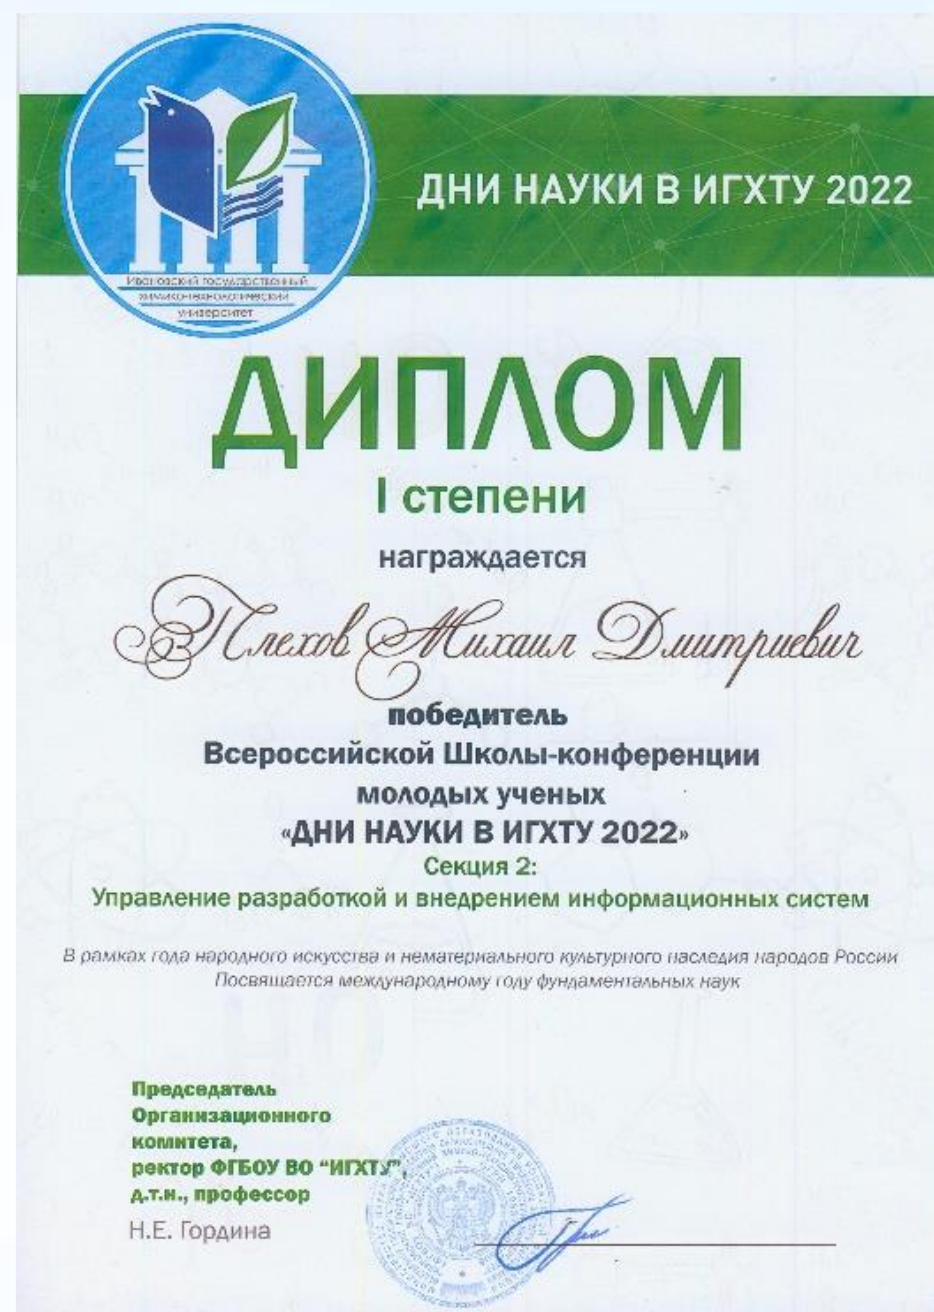 Ивановский государственный
химико-технологический
университет
ДНИ НАУКИ В ИГХТУ 2022
ДИПЛОМ
I степени
награждается
Плехов Михаил Дмитриевич
победитель
Всероссийской Школы-конференции
молодых ученых
«ДНИ НАУКИ В ИГХТУ 2022»
Секция 2:
Управление разработкой и внедрением информационных систем
В рамках года народного искусства и нематериального культурного наследия народов России
Посвящается международному году фундаментальных наук
Председатель
Организационного
комитета,
ректор ФГБОУ ВО "ИГХТУ",
д.т.н., профессор
Н.Е. Гордина